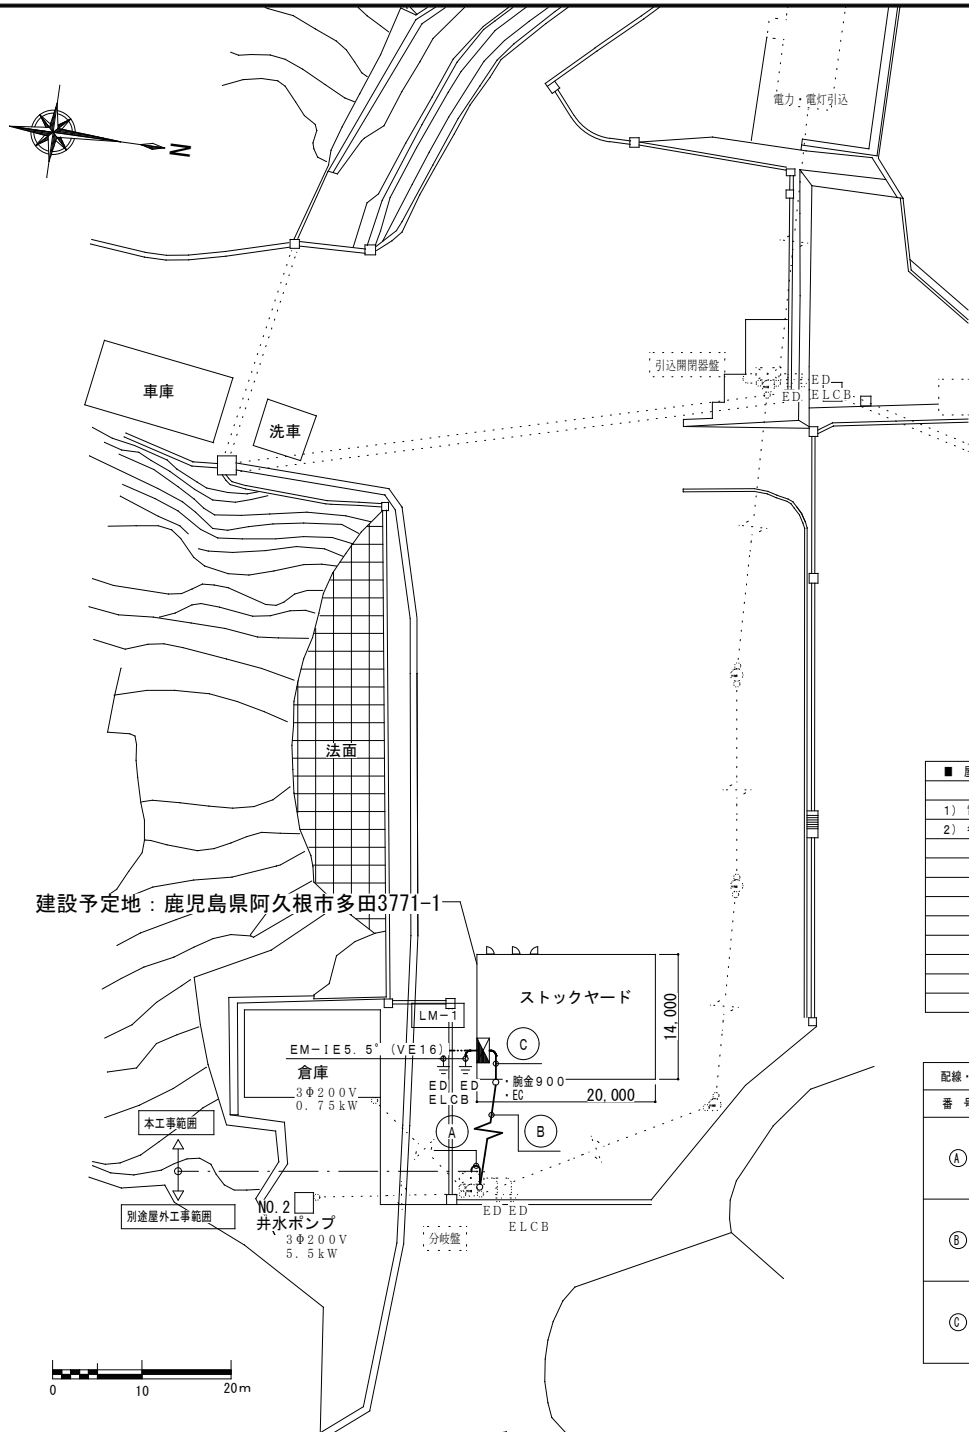 電力・電灯引込
N
引込開閉器盤
ED
ED ELCB
車庫
洗車
法面
■
1)
2)
建設予定地：鹿児島県阿久根市多田3771-1
ストックヤード
14,000
LM-1
EM-IE5.5° (VE16)
C
倉庫
ED ED
ELCB
・腕金900
・EC
20,000
3Φ200V
0.75kW
配線・
番
本工事範囲
A
B
A
別途屋外工事範囲
NO.2
井水ポンプ
3Φ200V
5.5kW
ED ED
ELCB
分岐盤
B
C
0 10 20m